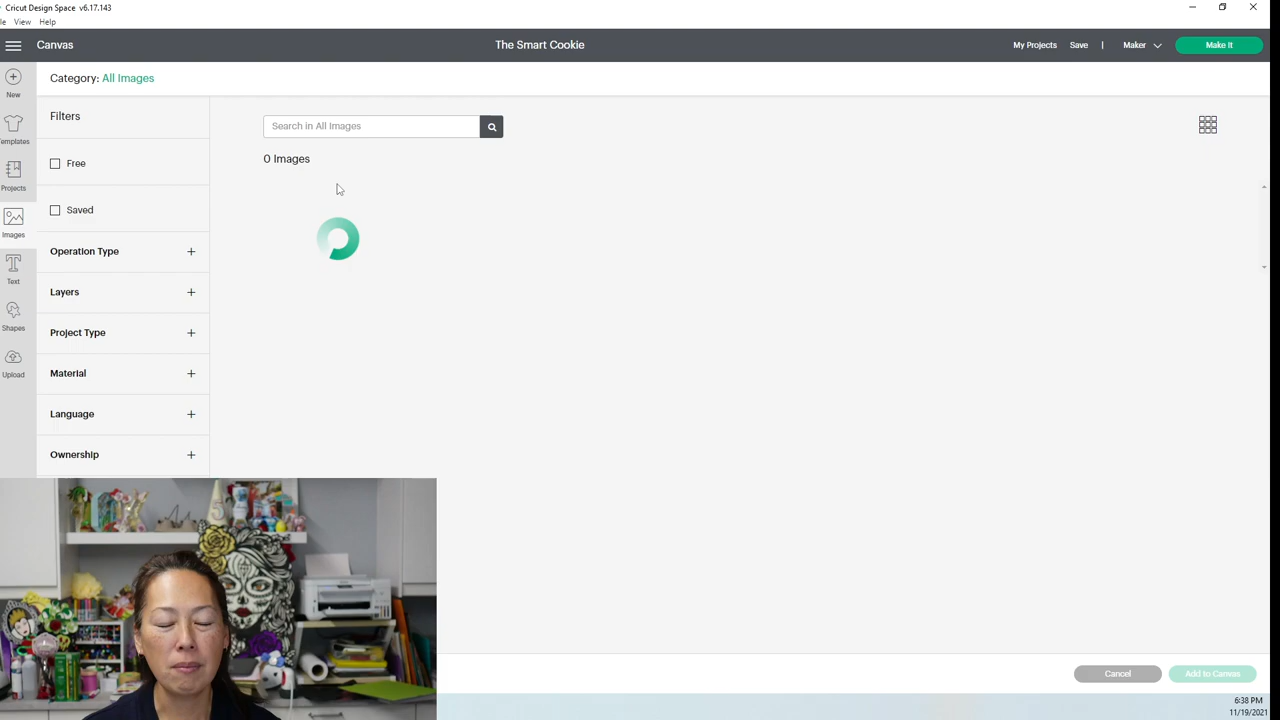 Cricut Design Space v6.17.143
le View Help
Canvas
The Smart Cookie
My Projects Save | Maker Make It
Category: All Images
New
Templates
Projects
Images
Text
Shapes
Upload
Filters
Free
Saved
Operation Type +
Layers +
Project Type +
Material +
Language +
Ownership +
Search in All Images
0 Images
Cancel Add to Canvas
6:38 PM
11/19/2021